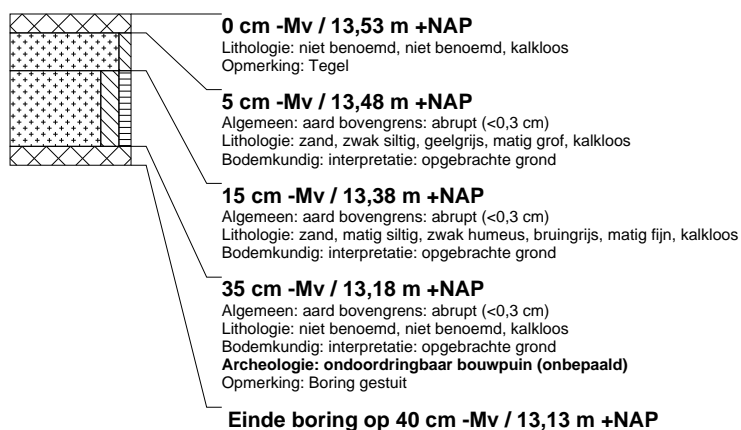 0 cm -Mv / 13,53 m +NAP
Lithologie: niet benoemd, niet benoemd, kalkloos
Opmerking: Tegel
5 cm -Mv / 13,48 m +NAP
Algemeen: aard bovengrens: abrupt (<0,3 cm)
Lithologie: zand, zwak siltig, geelgrijs, matig grof, kalkloos
Bodemkundig: interpretatie: opgebrachte grond
15 cm -Mv / 13,38 m +NAP
Algemeen: aard bovengrens: abrupt (<0,3 cm)
Lithologie: zand, matig siltig, zwak humeus, bruingrijs, matig fijn, kalkloos
Bodemkundig: interpretatie: opgebrachte grond
35 cm -Mv / 13,18 m +NAP
Algemeen: aard bovengrens: abrupt (<0,3 cm)
Lithologie: niet benoemd, niet benoemd, kalkloos
Bodemkundig: interpretatie: opgebrachte grond
Archeologie: ondoordringbaar bouwpuin (onbepaald)
Opmerking: Boring gestuit
Einde boring op 40 cm -Mv / 13,13 m +NAP